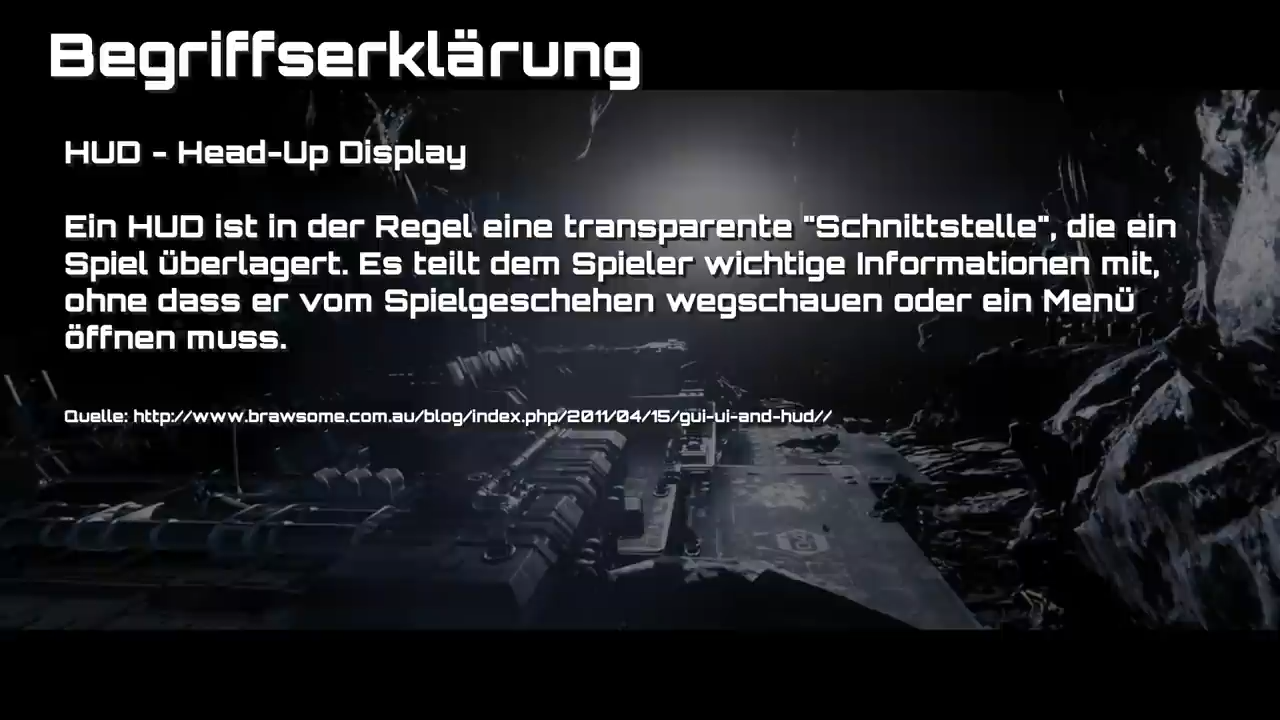 Begriffserklärung
HUD - Head-Up Display
Ein HUD ist in der Regel eine transparente "Schnittstelle", die ein
Spiel überlagert. Es teilt dem Spieler wichtige Informationen mit,
ohne dass er vom Spielgeschehen wegschauen oder ein Menü
öffnen muss.
Quelle: http://www.brawsome.com.au/blog/index.php/2011/04/15/gui-ui-and-hud//